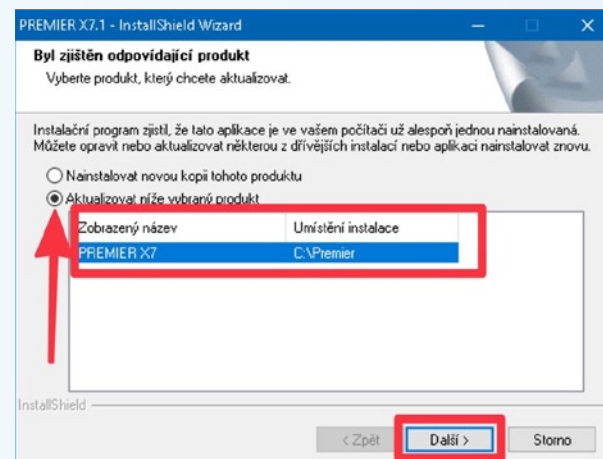 PREMIER X7.1 - InstallShield Wizard
Byl zjištěn odpovídající produkt
Vyberte produkt, který chcete aktualizovat.
Instalační program zjistil, že tato aplikace je ve vašem počítači už alespoň jednou nainstalovaná.
Můžete opravit nebo aktualizovat některou z dřívějších instalací nebo aplikaci nainstalovat znovu.
Nainstalovat novou kopii tohoto produktu
Aktualizovat níže vybraný produkt
Zobrazený název Umístění instalace
PREMIER X7 C:\Premier
InstallShield
< Zpět Další > Storno